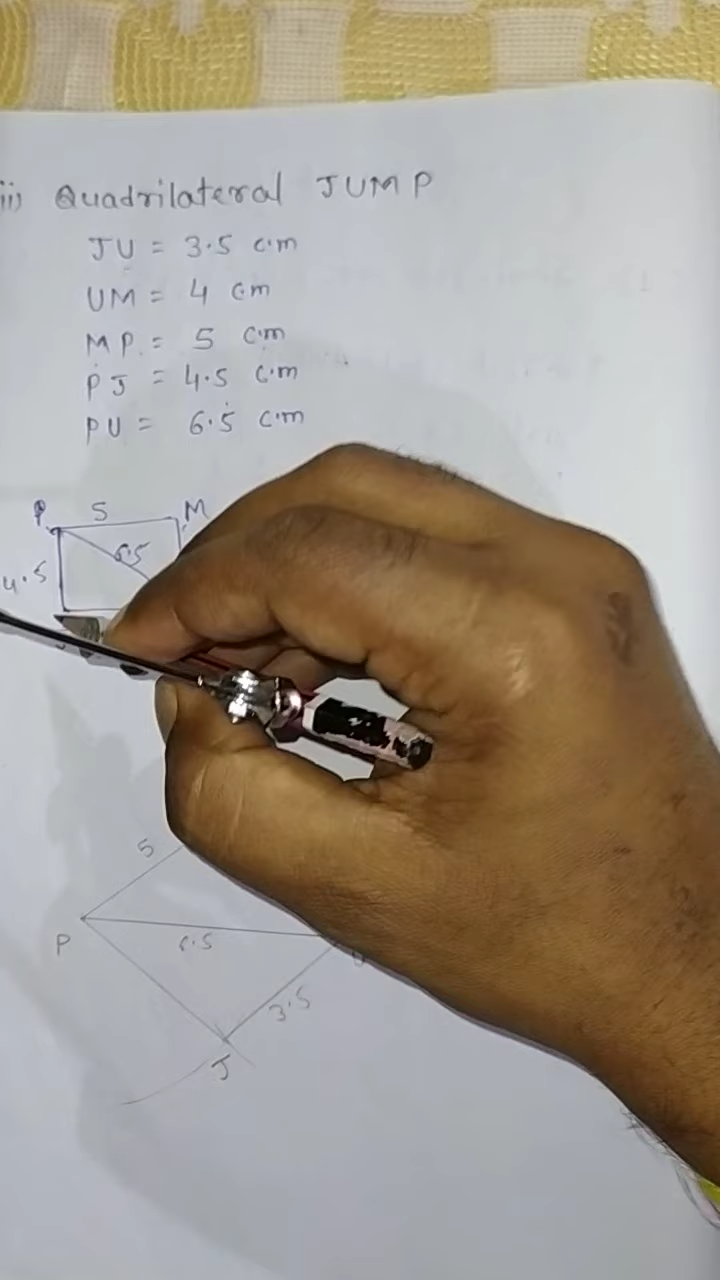 ii) Quadrilateral JUMP
JU = 3.5 cm
UM = 4 cm
MP = 5 cm
PJ = 4.5 cm
PU = 6.5 cm
P 5 M
6.5
4.5
5
P
6.5
3.5
J